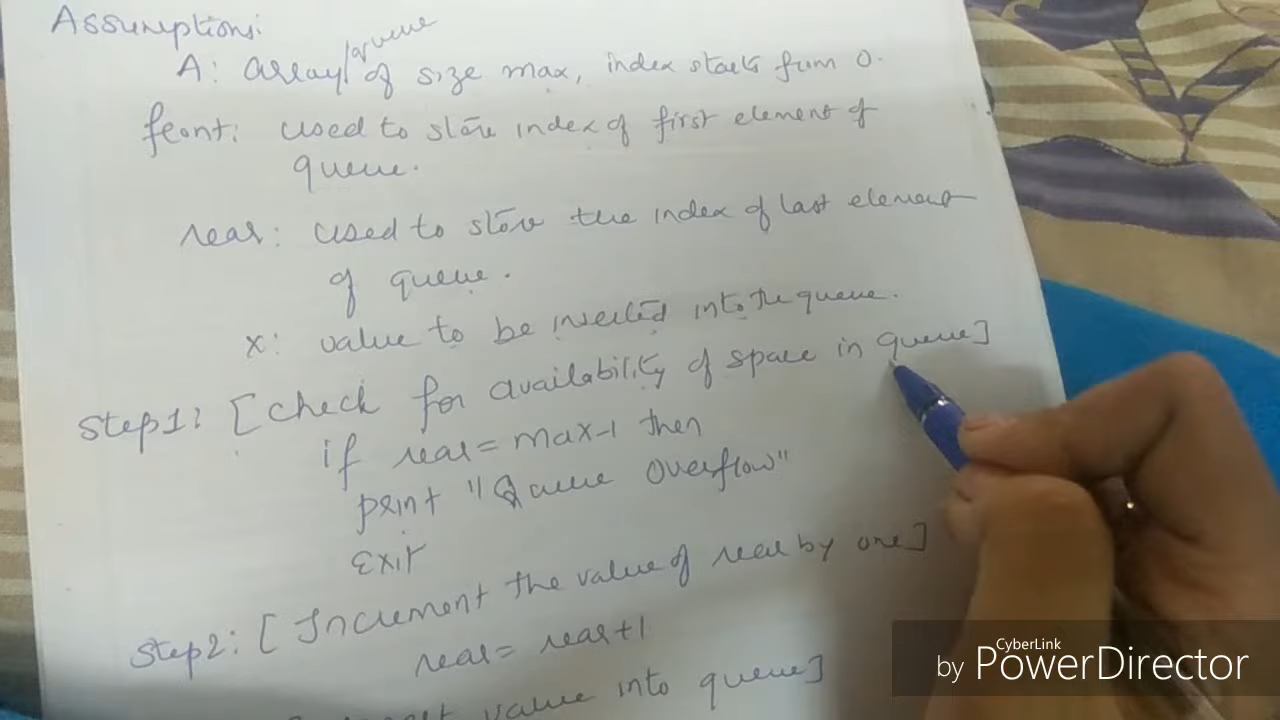 Assumptions:
A: array/queue of size max, index starts from 0.
front: used to store index of first element of
queue.
rear: used to store the index of last element
of queue.
x: value to be inserted into the queue.
Step1: [check for availability of space in queue]
if rear = max-1 then
print "Queue Overflow"
Exit
Step2: [Increment the value of rear by one]
rear = rear+1
value into queue]
CyberLink
by PowerDirector